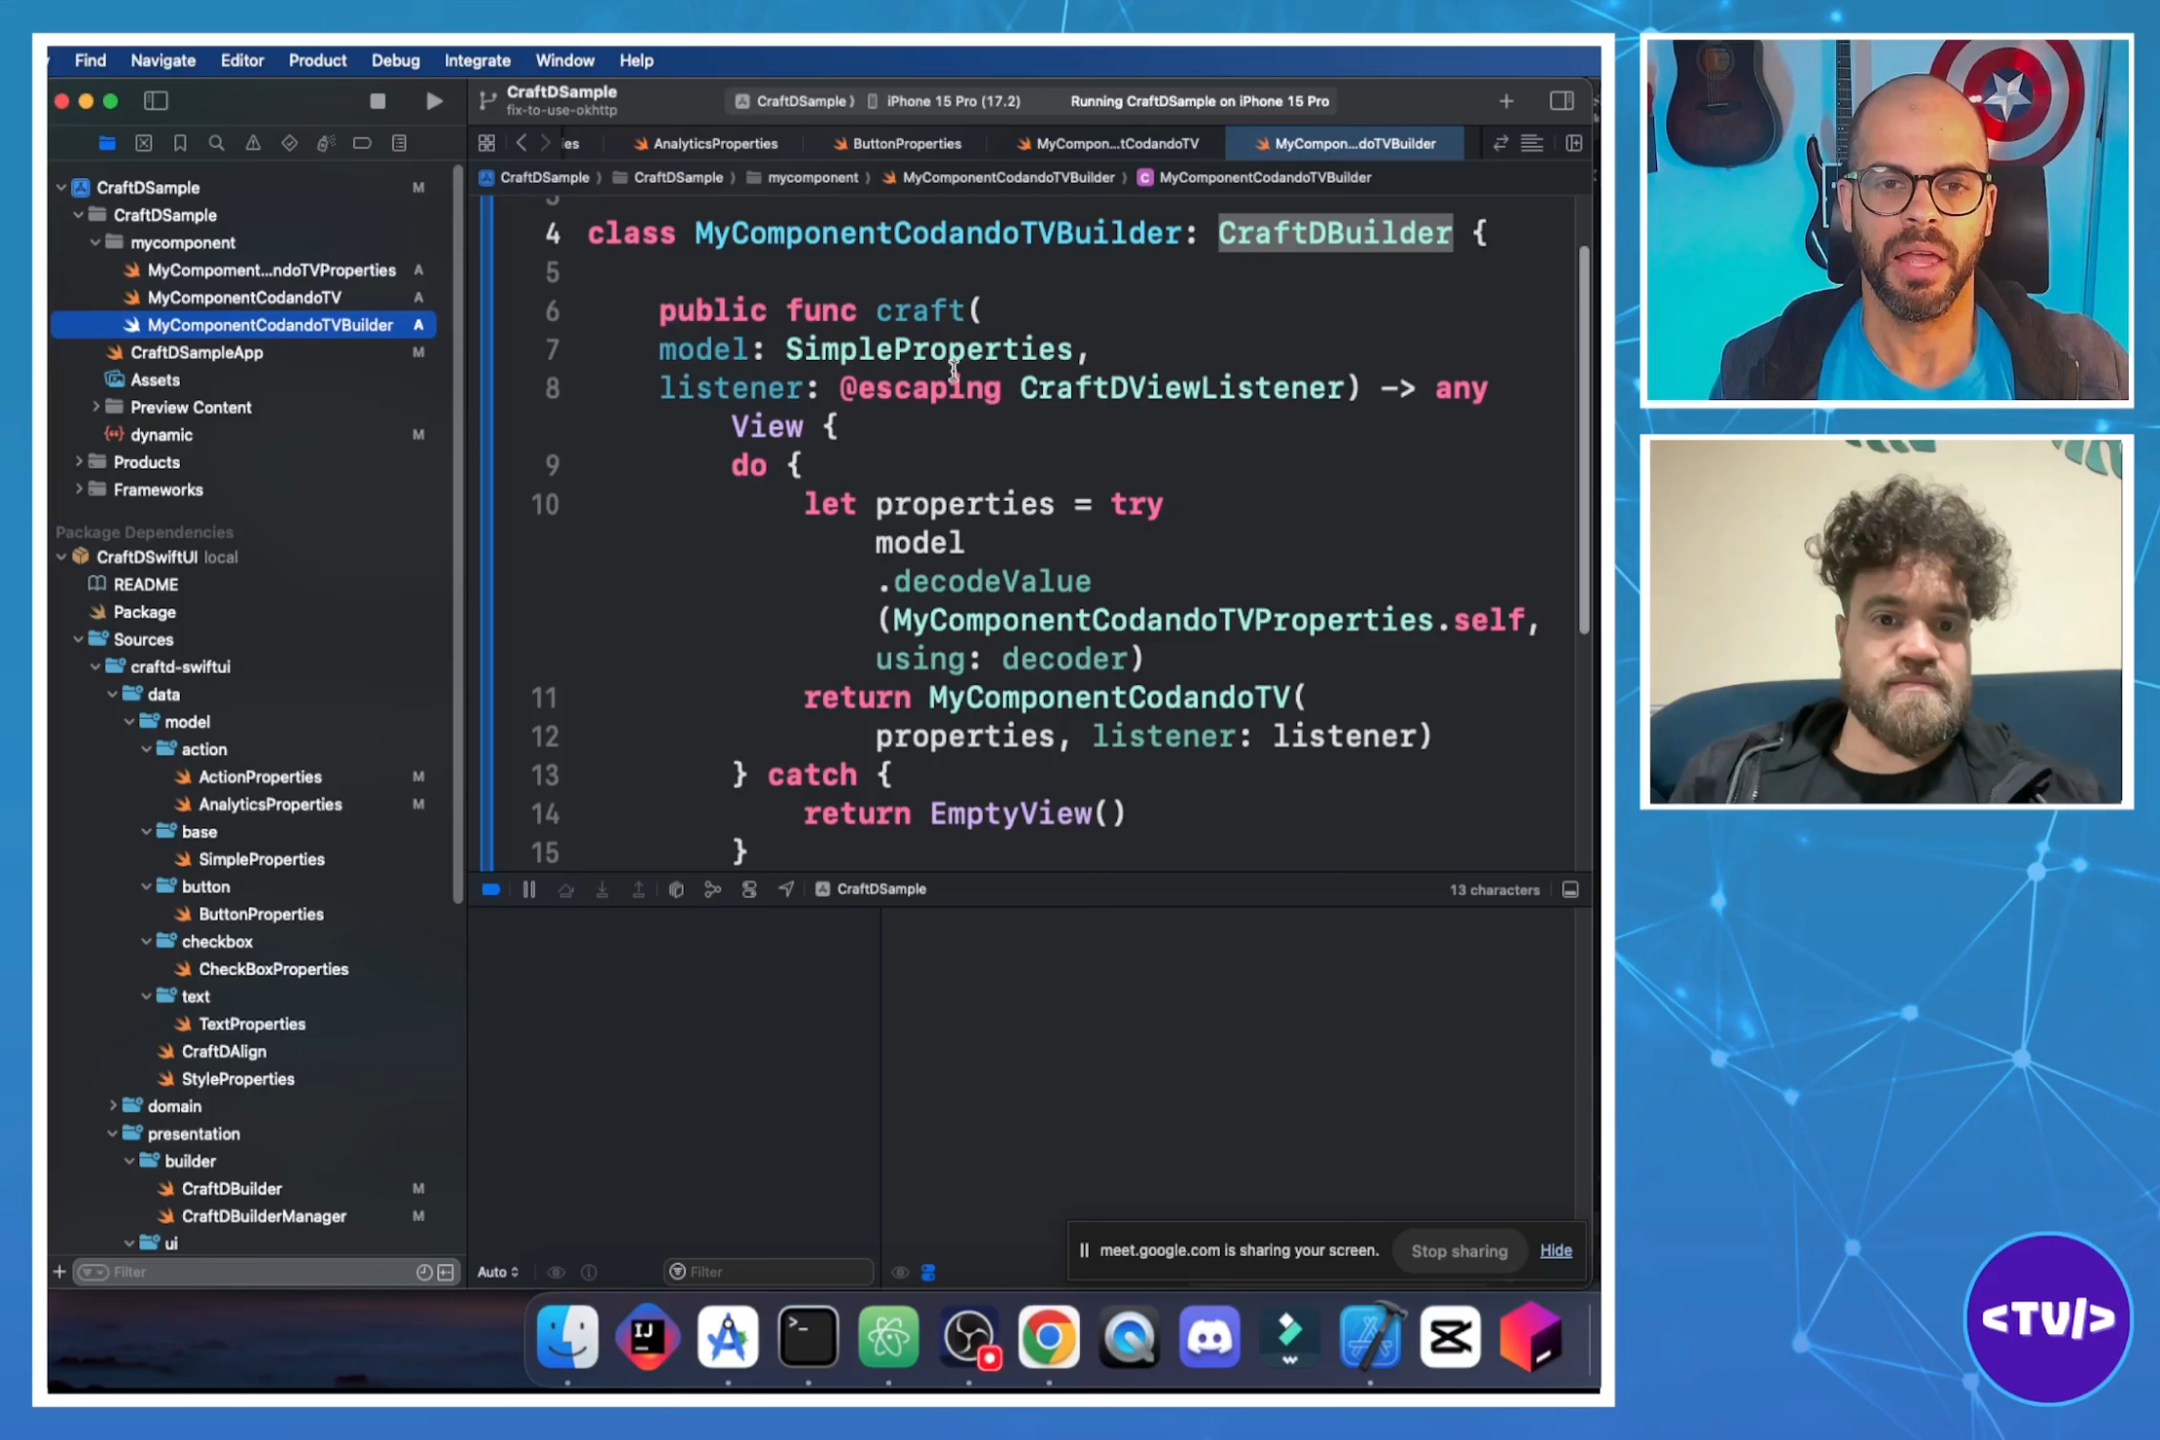 Find Navigate Editor Product Debug Integrate Window Help
CraftDSample
fix-to-use-okhttp
CraftDSample iPhone 15 Pro (17.2) Running CraftDSample on iPhone 15 Pro
es AnalyticsProperties ButtonProperties MyCompon...tCodandoTV MyCompon...doTVBuilder
CraftDSample CraftDSample mycomponent MyComponentCodandoTVBuilder C MyComponentCodandoTVBuilder
CraftDSample M
CraftDSample
mycomponent
MyCompoment...ndoTVProperties A
MyComponentCodandoTV A
MyComponentCodandoTVBuilder A
CraftDSampleApp M
Assets
Preview Content
dynamic M
Products
Frameworks
Package Dependencies
CraftDSwiftUI local
README
Package
Sources
craftd-swiftui
data
model
action
ActionProperties M
AnalyticsProperties M
base
SimpleProperties
button
ButtonProperties
checkbox
CheckBoxProperties
text
TextProperties
CraftDAlign
StyleProperties
domain
presentation
builder
CraftDBuilder M
CraftDBuilderManager M
ui
Filter
3
4 class MyComponentCodandoTVBuilder: CraftDBuilder {
5
6 public func craft(
7 model: SimpleProperties,
8 listener: @escaping CraftDViewListener) -> any
View {
9 do {
10 let properties = try
model
.decodeValue
(MyComponentCodandoTVProperties.self,
using: decoder)
11 return MyComponentCodandoTV(
12 properties, listener: listener)
13 } catch {
14 return EmptyView()
15 }
CraftDSample 13 characters
meet.google.com is sharing your screen. Stop sharing Hide
Auto Filter
IJ
<TV/>